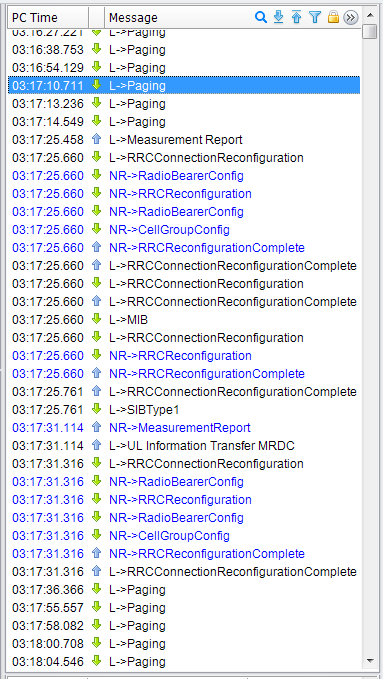 PC Time Message
03:16:27.221 L->Paging
03:16:38.753 L->Paging
03:16:54.129 L->Paging
03:17:10.711 L->Paging
03:17:13.236 L->Paging
03:17:14.549 L->Paging
03:17:25.458 L->Measurement Report
03:17:25.660 L->RRCConnectionReconfiguration
03:17:25.660 NR->RadioBearerConfig
03:17:25.660 NR->RRCReconfiguration
03:17:25.660 NR->RadioBearerConfig
03:17:25.660 NR->CellGroupConfig
03:17:25.660 NR->RRCReconfigurationComplete
03:17:25.660 L->RRCConnectionReconfigurationComplete
03:17:25.660 L->RRCConnectionReconfiguration
03:17:25.660 L->RRCConnectionReconfigurationComplete
03:17:25.660 L->MIB
03:17:25.660 L->RRCConnectionReconfiguration
03:17:25.660 NR->RRCReconfiguration
03:17:25.660 NR->RRCReconfigurationComplete
03:17:25.761 L->RRCConnectionReconfigurationComplete
03:17:25.761 L->SIBType1
03:17:31.114 NR->MeasurementReport
03:17:31.114 L->UL Information Transfer MRDC
03:17:31.316 L->RRCConnectionReconfiguration
03:17:31.316 NR->RadioBearerConfig
03:17:31.316 NR->RRCReconfiguration
03:17:31.316 NR->RadioBearerConfig
03:17:31.316 NR->CellGroupConfig
03:17:31.316 NR->RRCReconfigurationComplete
03:17:31.316 L->RRCConnectionReconfigurationComplete
03:17:36.366 L->Paging
03:17:55.557 L->Paging
03:17:58.082 L->Paging
03:18:00.708 L->Paging
03:18:04.546 L->Paging